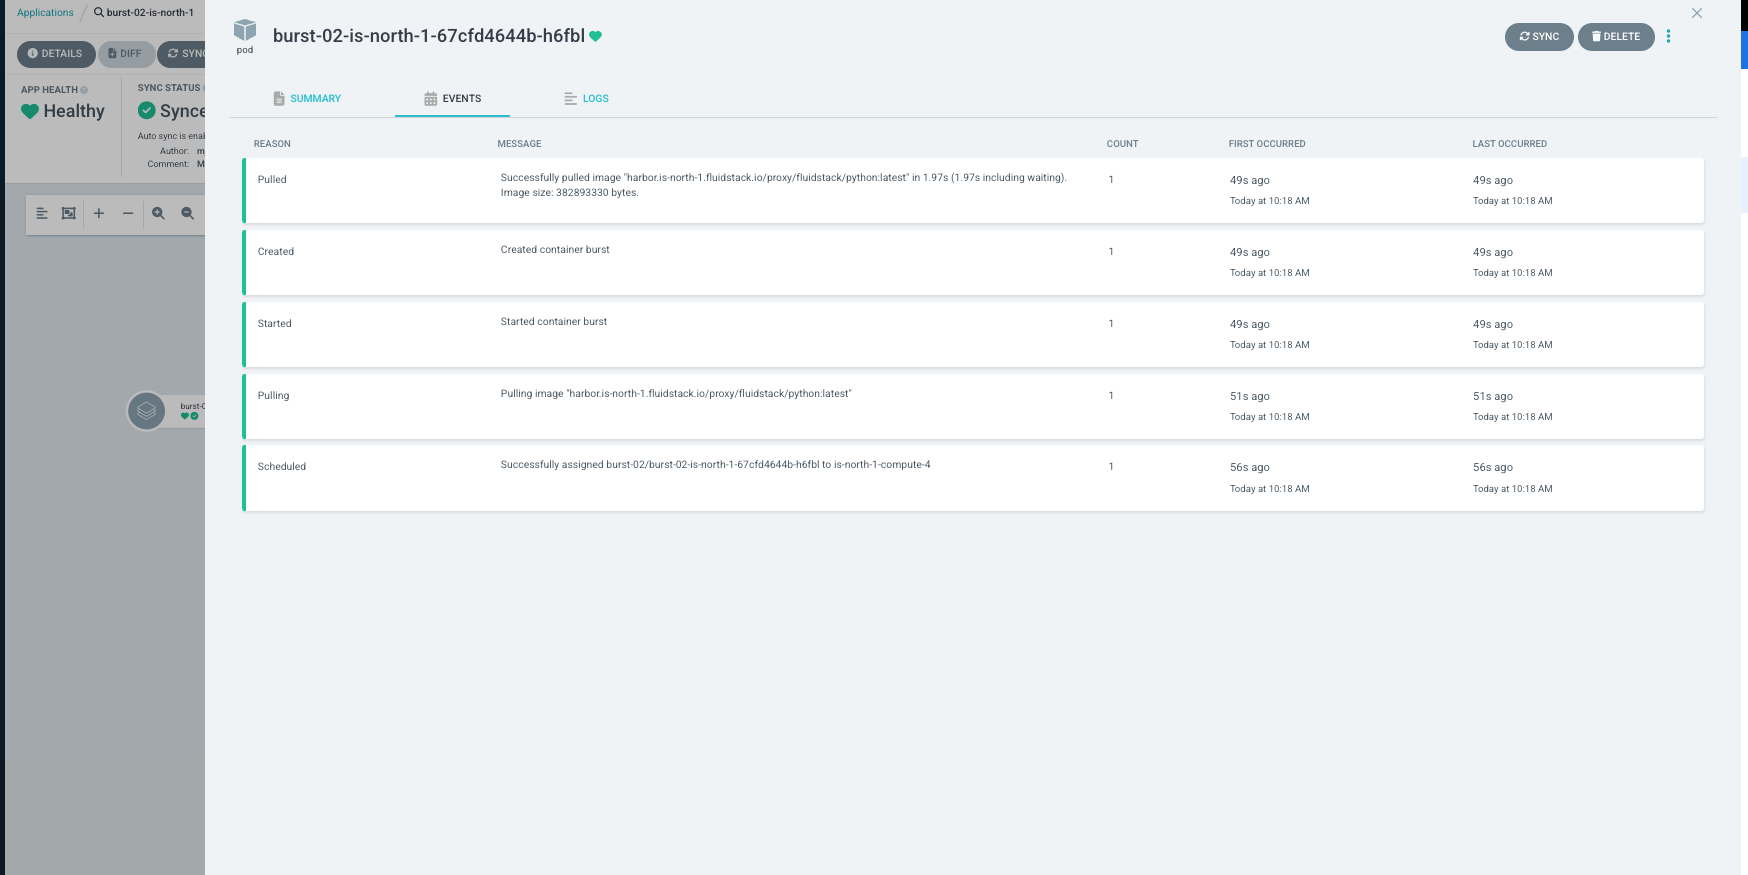 Applications / burst-02-is-north-1
DETAILS DIFF SYNC
APP HEALTH
Healthy
SYNC STATUS
Synce
Auto sync is enab
Author: m
Comment: M
burst-0
pod
burst-02-is-north-1-67cfd4644b-h6fbl
SYNC DELETE
SUMMARY EVENTS LOGS
REASON MESSAGE COUNT FIRST OCCURRED LAST OCCURRED
Pulled Successfully pulled image "harbor.is-north-1.fluidstack.io/proxy/fluidstack/python:latest" in 1.97s (1.97s including waiting). 1 49s ago 49s ago
Image size: 382893330 bytes. Today at 10:18 AM Today at 10:18 AM
Created Created container burst 1 49s ago 49s ago
Today at 10:18 AM Today at 10:18 AM
Started Started container burst 1 49s ago 49s ago
Today at 10:18 AM Today at 10:18 AM
Pulling Pulling image "harbor.is-north-1.fluidstack.io/proxy/fluidstack/python:latest" 1 51s ago 51s ago
Today at 10:18 AM Today at 10:18 AM
Scheduled Successfully assigned burst-02/burst-02-is-north-1-67cfd4644b-h6fbl to is-north-1-compute-4 1 56s ago 56s ago
Today at 10:18 AM Today at 10:18 AM